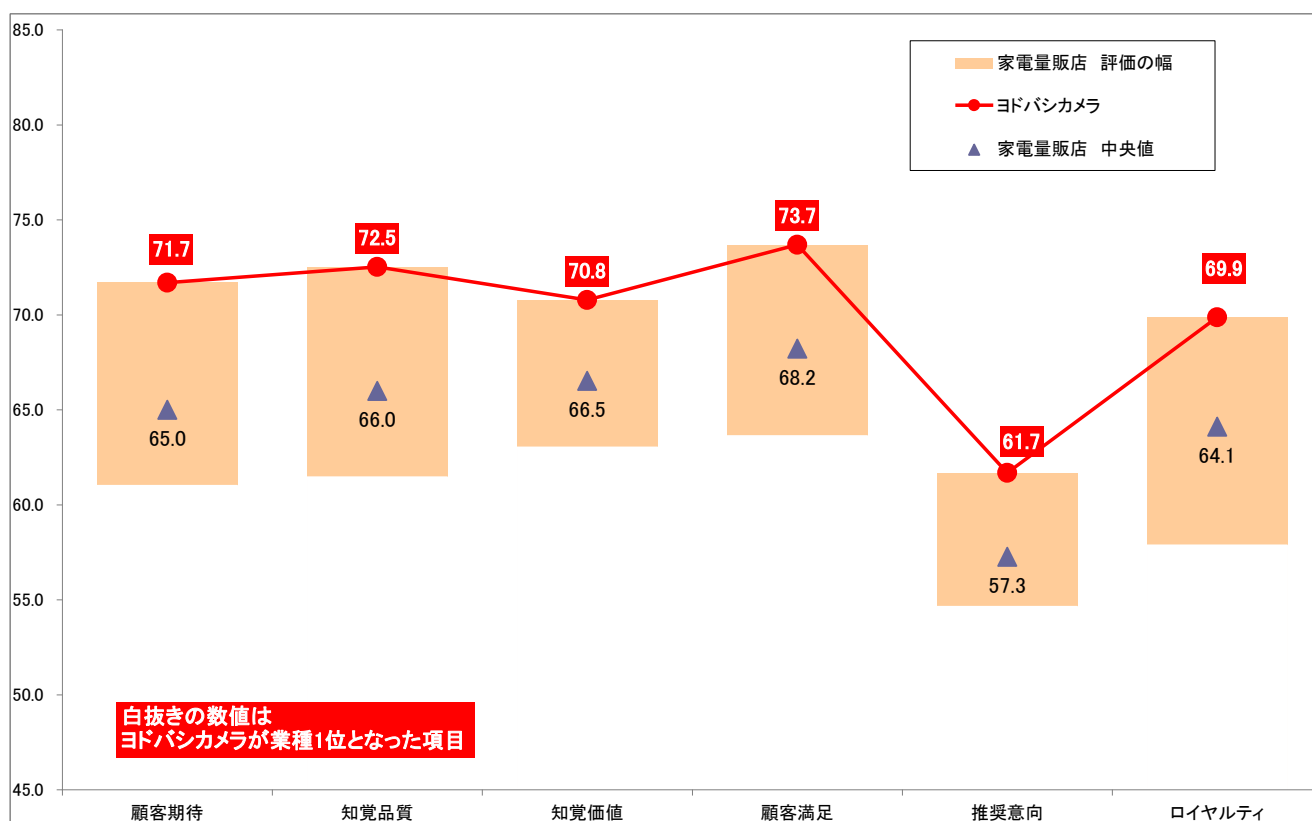 85.0
80.0
75.0
70.0
65.0
60.0
55.0
50.0
45.0
家電量販店　評価の幅
ヨドバシカメラ
家電量販店　中央値
71.7
72.5
70.8
73.7
61.7
69.9
65.0
66.0
66.5
68.2
57.3
64.1
白抜きの数値は
ヨドバシカメラが業種1位となった項目
顧客期待
知覚品質
知覚価値
顧客満足
推奨意向
ロイヤルティ